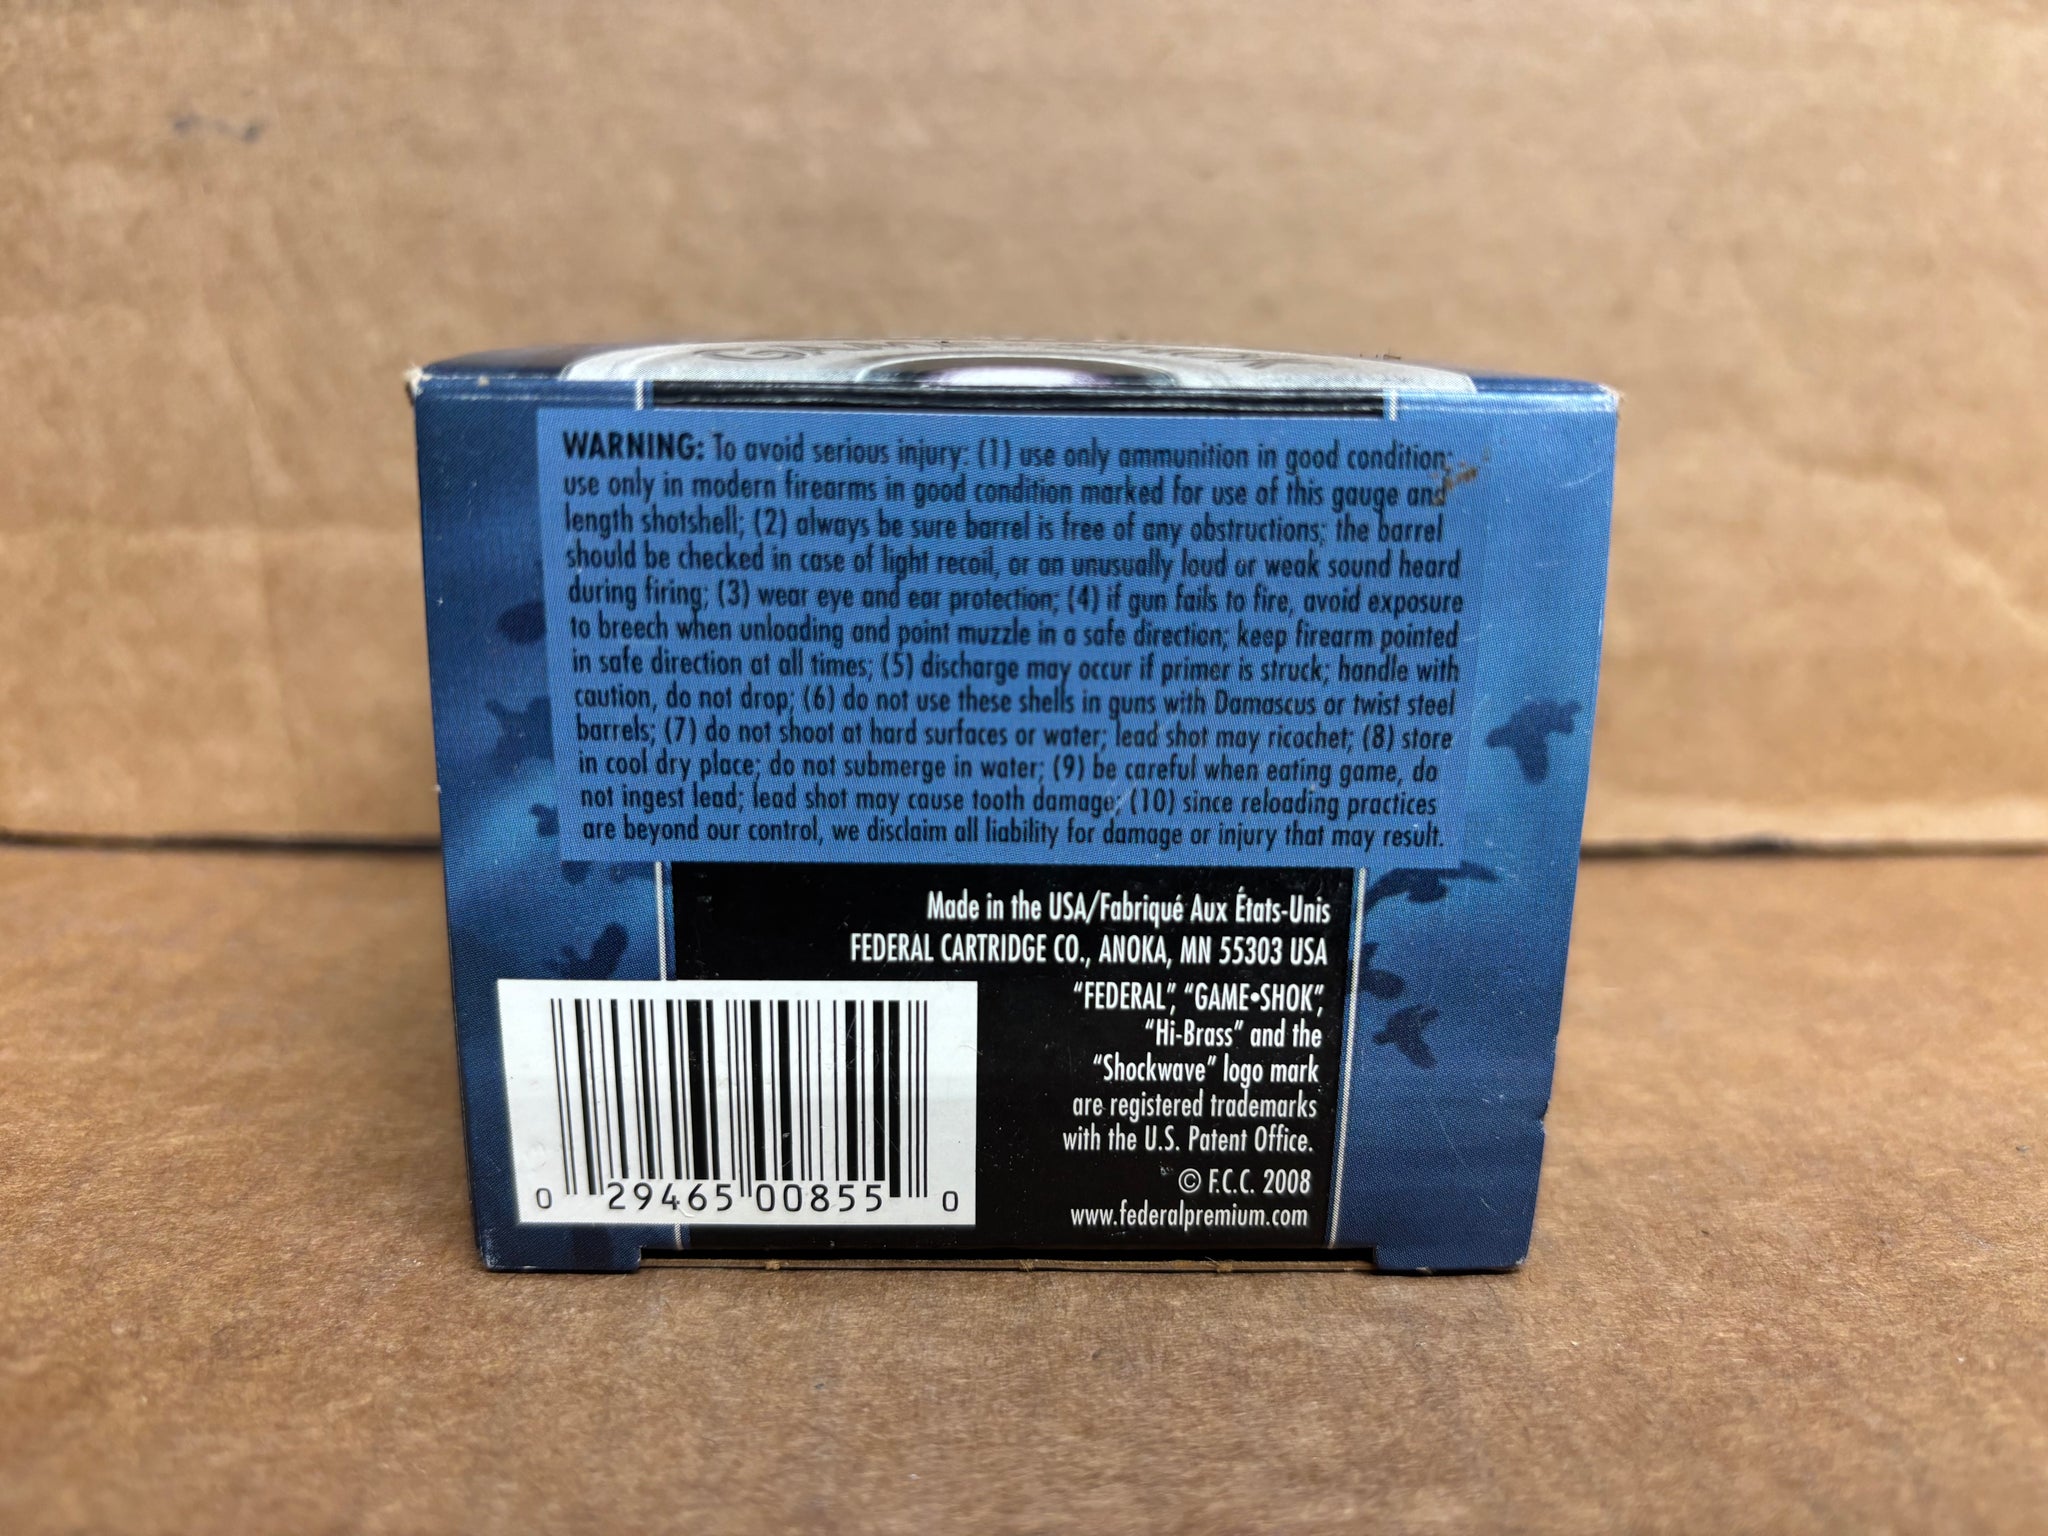 WARNING: To avoid serious injury: (1) use only ammunition in good condition;
use only in modern firearms in good condition marked for use of this gauge and
length shotshell; (2) always be sure barrel is free of any obstructions; the barrel
should be checked in case of light recoil, or an unusually loud or weak sound heard
during firing; (3) wear eye and ear protection; (4) if gun fails to fire, avoid exposure
to breech when unloading and point muzzle in a safe direction; keep firearm pointed
in safe direction at all times; (5) discharge may occur if primer is struck; handle with
caution, do not drop; (6) do not use these shells in guns with Damascus or twist steel
barrels; (7) do not shoot at hard surfaces or water; lead shot may ricochet; (8) store
in cool dry place; do not submerge in water; (9) be careful when eating game, do
not ingest lead; lead shot may cause tooth damage; (10) since reloading practices
are beyond our control, we disclaim all liability for damage or injury that may result.
Made in the USA/Fabriqué Aux États-Unis
FEDERAL CARTRIDGE CO., ANOKA, MN 55303 USA
"FEDERAL", "GAME•SHOK",
"Hi-Brass" and the
"Shockwave" logo mark
are registered trademarks
with the U.S. Patent Office.
© F.C.C. 2008
www.federalpremium.com
0 29465 00855 0